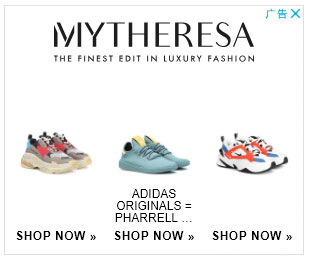 广告
MYTHERESA
THE FINEST EDIT IN LUXURY FASHION
ADIDAS
ORIGINALS =
PHARRELL ...
SHOP NOW » SHOP NOW » SHOP NOW »